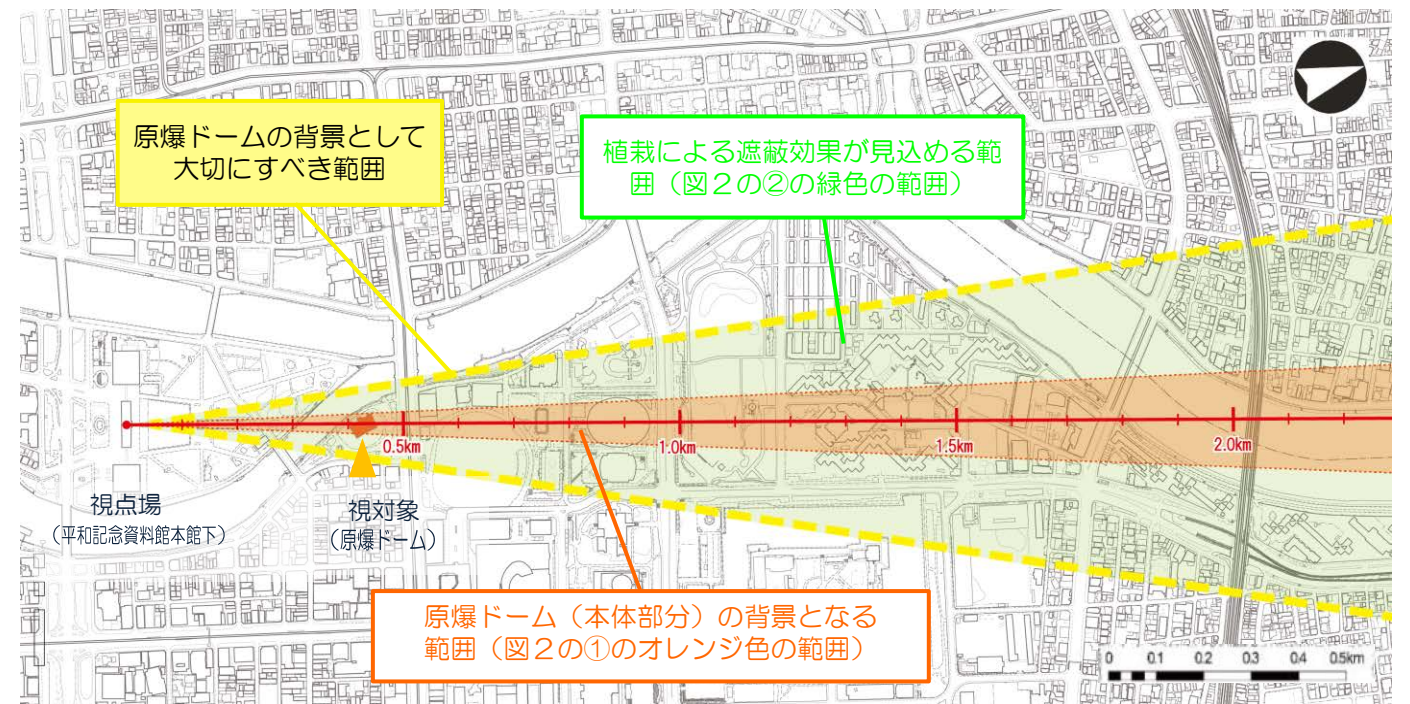 原爆ドームの背景として
大切にすべき範囲
植栽による遮蔽効果が見込める範
囲（図２の②の緑色の範囲）
0.5km
1.0km
1.5km
2.0km
視点場
（平和記念資料館本館下）
視対象
（原爆ドーム）
原爆ドーム（本体部分）の背景となる
範囲（図２の①のオレンジ色の範囲）
0 0.1 0.2 0.3 0.4 0.5km